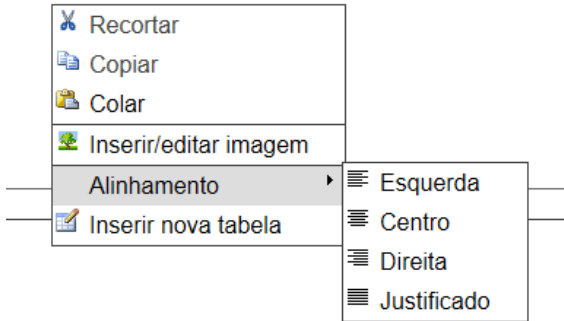 Recortar
Copiar
Colar
Inserir/editar imagem
Alinhamento
Inserir nova tabela
Esquerda
Centro
Direita
Justificado